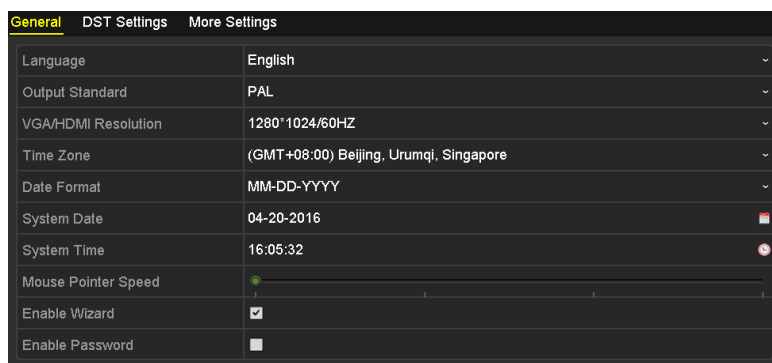 General DST Settings More Settings
Language English
Output Standard PAL
VGA/HDMI Resolution 1280*1024/60HZ
Time Zone (GMT+08:00) Beijing, Urumqi, Singapore
Date Format MM-DD-YYYY
System Date 04-20-2016
System Time 16:05:32
Mouse Pointer Speed
Enable Wizard
Enable Password